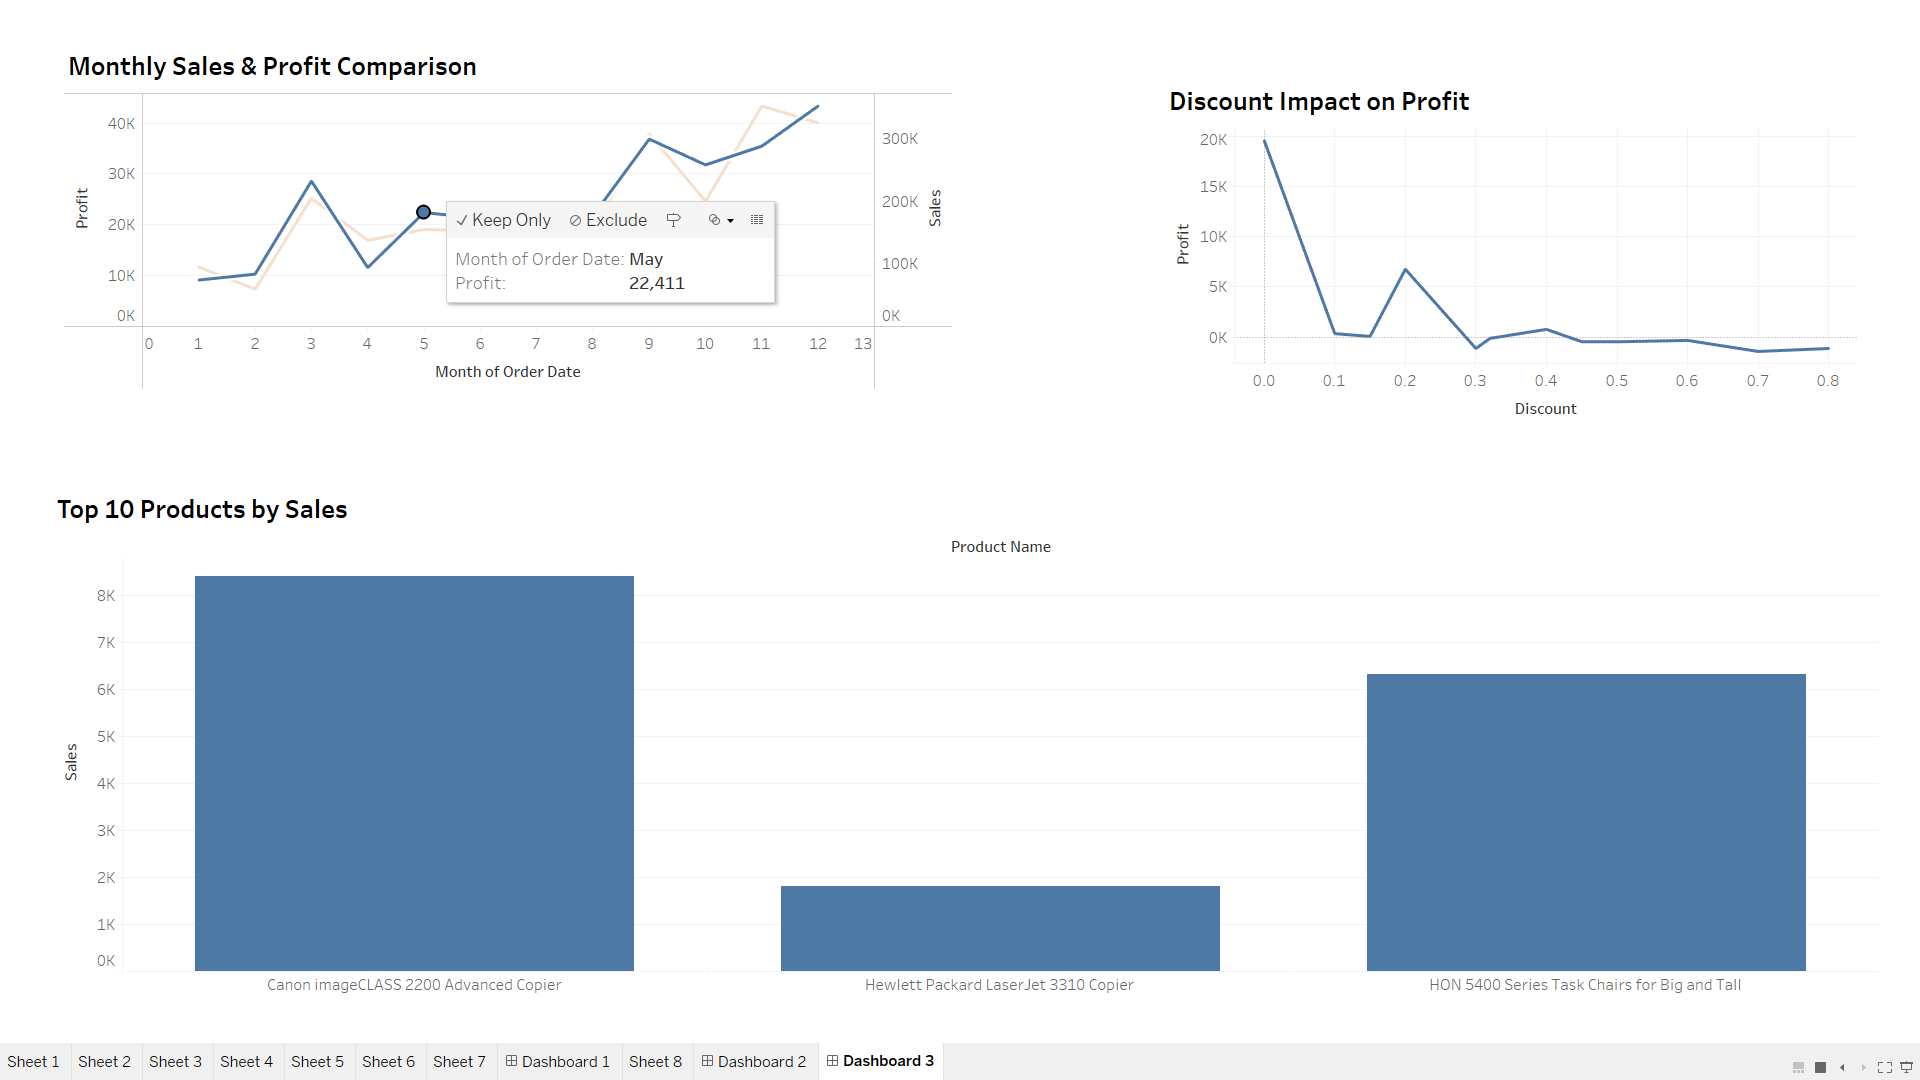 Monthly Sales & Profit Comparison
Profit
40K
30K
20K
10K
0K
300K
200K
100K
0K
Sales
Keep Only Exclude
Month of Order Date: May
Profit: 22,411
0 1 2 3 4 5 6 7 8 9 10 11 12 13
Month of Order Date
Discount Impact on Profit
Profit
20K
15K
10K
5K
0K
0.0 0.1 0.2 0.3 0.4 0.5 0.6 0.7 0.8
Discount
Top 10 Products by Sales
Product Name
Sales
8K
7K
6K
5K
4K
3K
2K
1K
0K
Canon imageCLASS 2200 Advanced Copier Hewlett Packard LaserJet 3310 Copier HON 5400 Series Task Chairs for Big and Tall
Sheet 1 Sheet 2 Sheet 3 Sheet 4 Sheet 5 Sheet 6 Sheet 7 Dashboard 1 Sheet 8 Dashboard 2 Dashboard 3